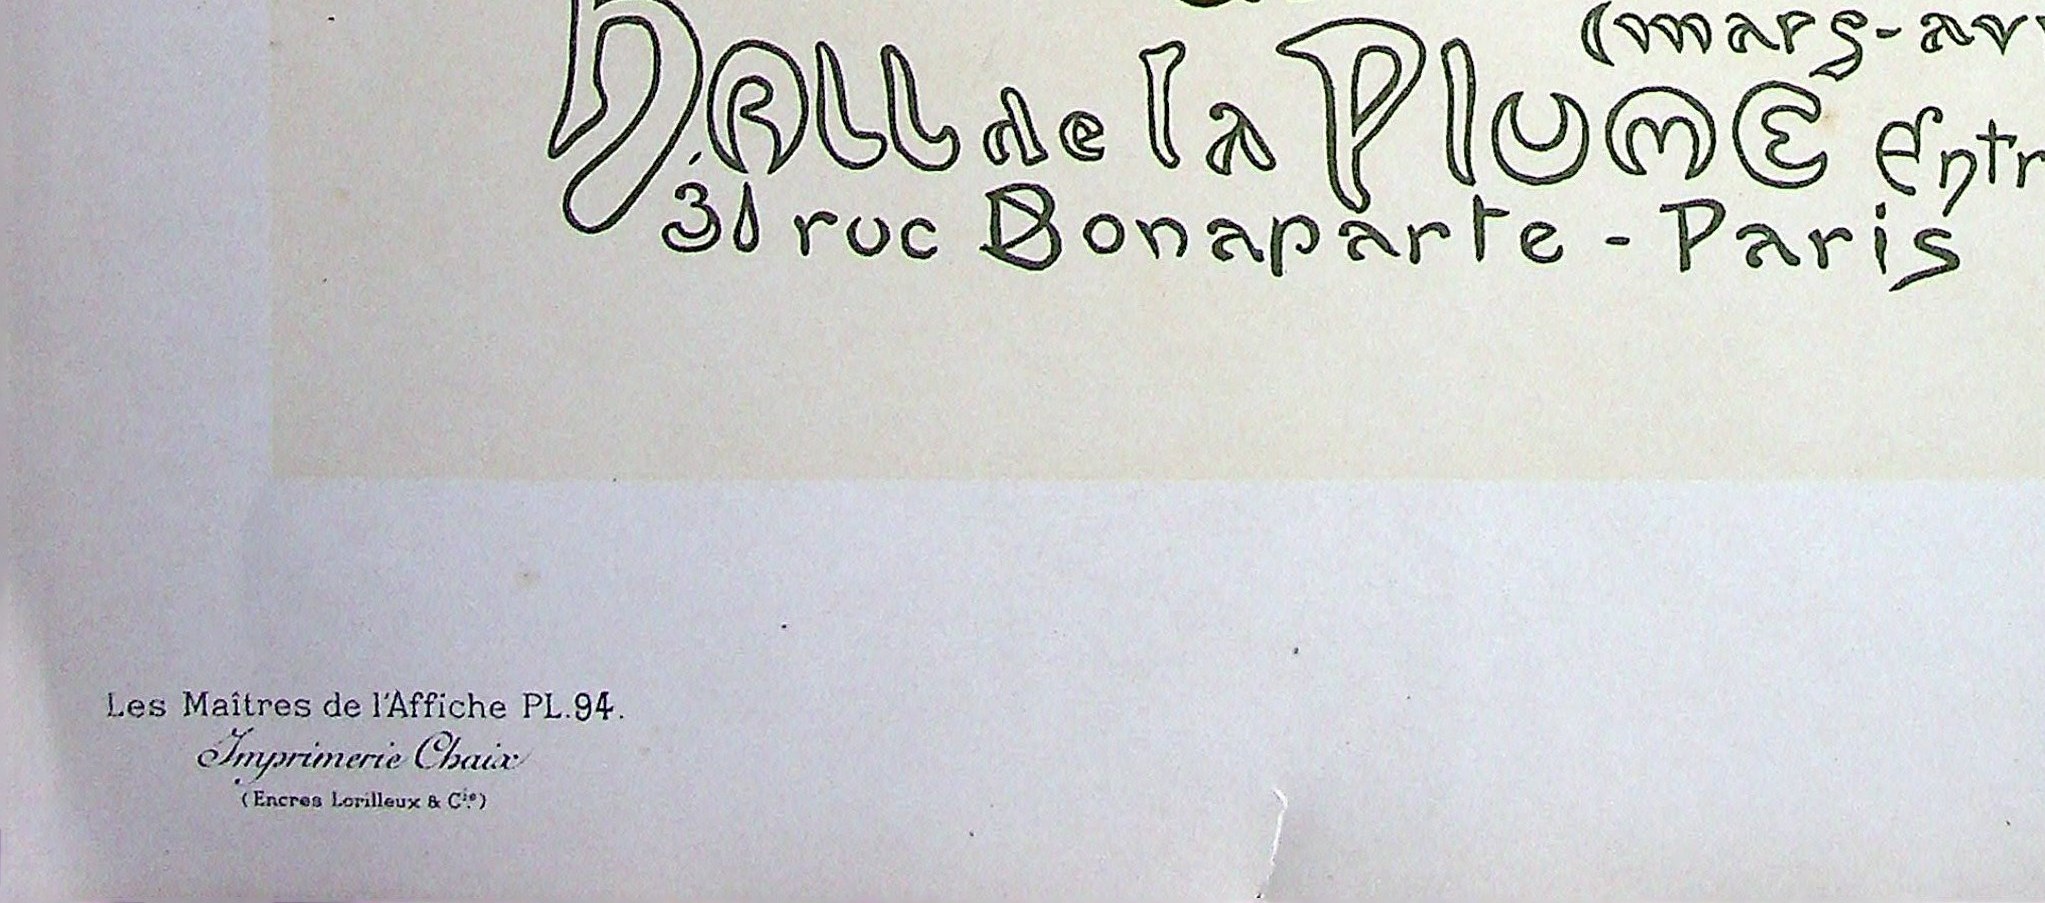 (mars-av
Hall de la Plume Entr
31 rue Bonaparte - Paris
Les Maîtres de l'Affiche PL.94.
Imprimerie Chaix
(Encres Lorilleux & Cie.)